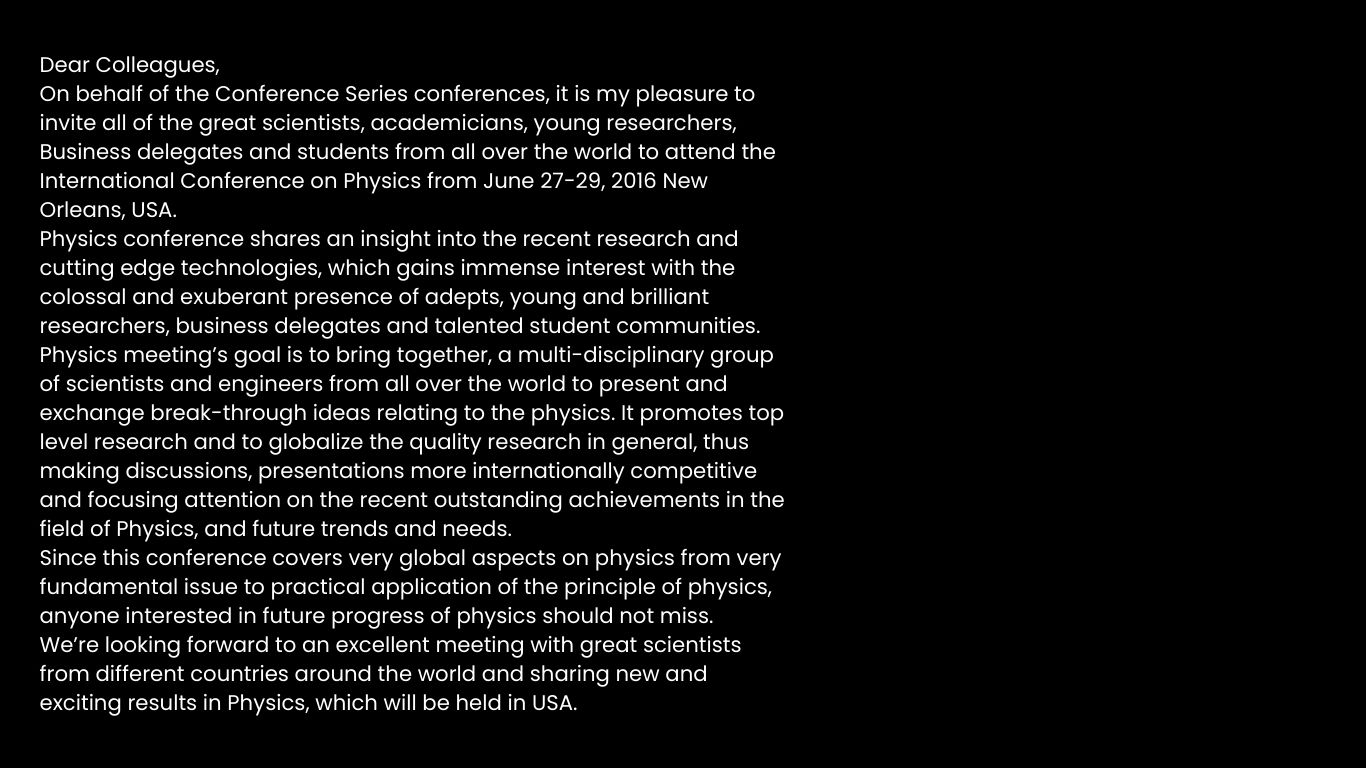 Dear Colleagues,
On behalf of the Conference Series conferences, it is my pleasure to
invite all of the great scientists, academicians, young researchers,
Business delegates and students from all over the world to attend the
International Conference on Physics from June 27-29, 2016 New
Orleans, USA.
Physics conference shares an insight into the recent research and
cutting edge technologies, which gains immense interest with the
colossal and exuberant presence of adepts, young and brilliant
researchers, business delegates and talented student communities.
Physics meeting’s goal is to bring together, a multi-disciplinary group
of scientists and engineers from all over the world to present and
exchange break-through ideas relating to the physics. It promotes top
level research and to globalize the quality research in general, thus
making discussions, presentations more internationally competitive
and focusing attention on the recent outstanding achievements in the
field of Physics, and future trends and needs.
Since this conference covers very global aspects on physics from very
fundamental issue to practical application of the principle of physics,
anyone interested in future progress of physics should not miss.
We’re looking forward to an excellent meeting with great scientists
from different countries around the world and sharing new and
exciting results in Physics, which will be held in USA.